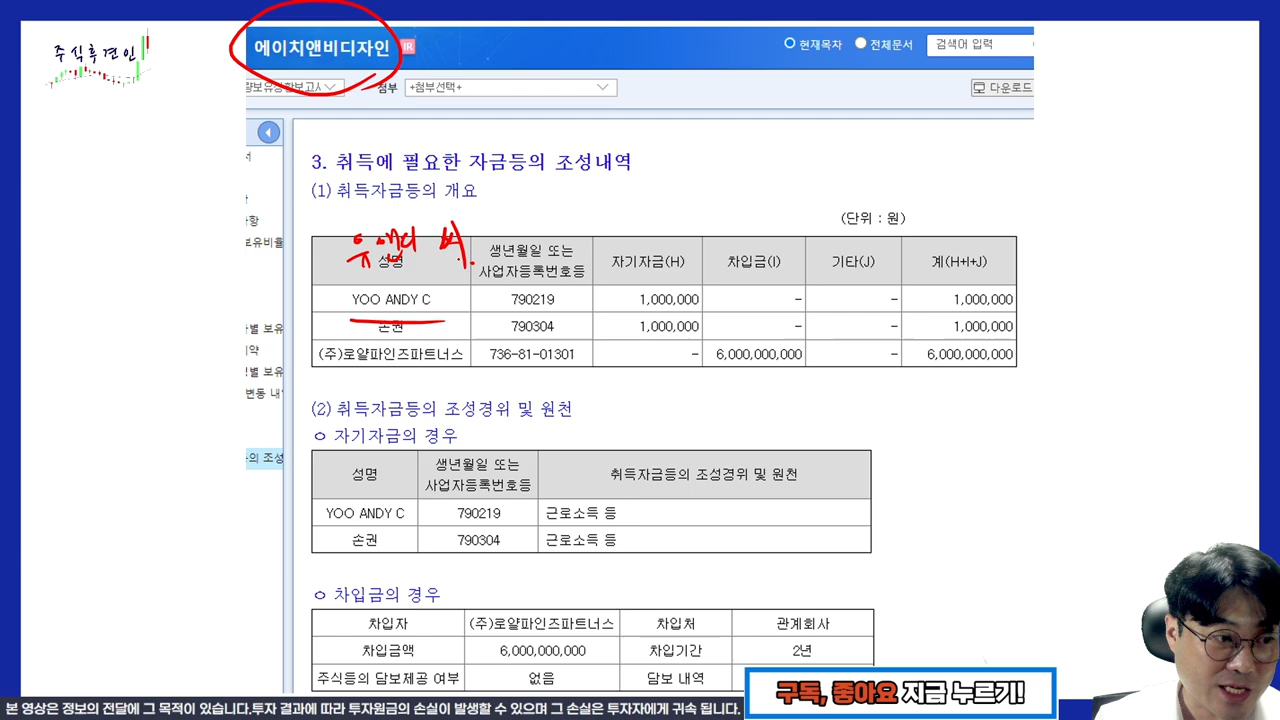 주식후견인
에이치앤비디자인 IR
현재목차 전체문서 검색어 입력
첨부 +첨부선택+ 다운로드
3. 취득에 필요한 자금등의 조성내역
(1) 취득자금등의 개요
(단위 : 원)
성명 생년월일 또는 사업자등록번호등 자기자금(H) 차입금(I) 기타(J) 계(H+I+J)
YOO ANDY C 790219 1,000,000 - - 1,000,000
손권 790304 1,000,000 - - 1,000,000
(주)로얄파인즈파트너스 736-81-01301 - 6,000,000,000 - 6,000,000,000
(2) 취득자금등의 조성경위 및 원천
ㅇ 자기자금의 경우
성명 생년월일 또는 사업자등록번호등 취득자금등의 조성경위 및 원천
YOO ANDY C 790219 근로소득 등
손권 790304 근로소득 등
ㅇ 차입금의 경우
차입자 (주)로얄파인즈파트너스 차입처 관계회사
차입금액 6,000,000,000 차입기간 2년
주식등의 담보제공 여부 없음 담보 내역
구독, 좋아요 지금 누르기!
본 영상은 정보의 전달에 그 목적이 있습니다.투자 결과에 따라 투자원금의 손실이 발생할 수 있으며 그 손실은 투자자에게 귀속 됩니다.